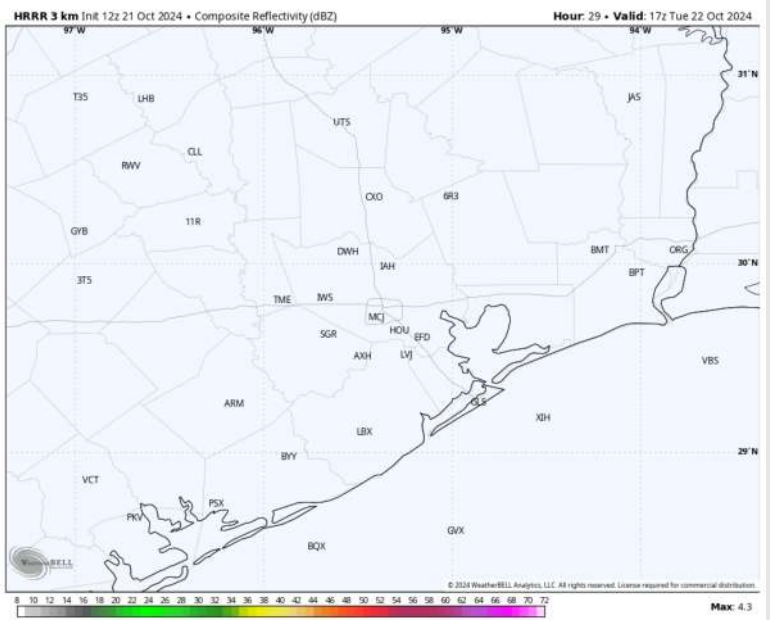 HRRR 3 km Init 12z 21 Oct 2024 • Composite Reflectivity (dBZ)
Hour: 29 • Valid: 17z Tue 22 Oct 2024
97°W 96°W 95°W 94°W
31°N
T35 LHB JAS
UTS
CLL
RWV
CXO 6R3
11R
GYB
DWH BMT ORG
IAH 30°N
BPT
3T5
TME IWS
MCJ
SGR HOU EFD
AXH LVJ
VBS
ARM GLS
XIH
LBX
BYY 29°N
VCT
PSX
PKV
GVX
BQX
WEATHERBELL
© 2024 WeatherBELL Analytics, LLC. All rights reserved. License required for commercial distribution.
8 10 12 14 16 18 20 22 24 26 28 30 32 34 36 38 40 42 44 46 48 50 52 54 56 58 60 62 64 66 68 70 72
Max: 4.3